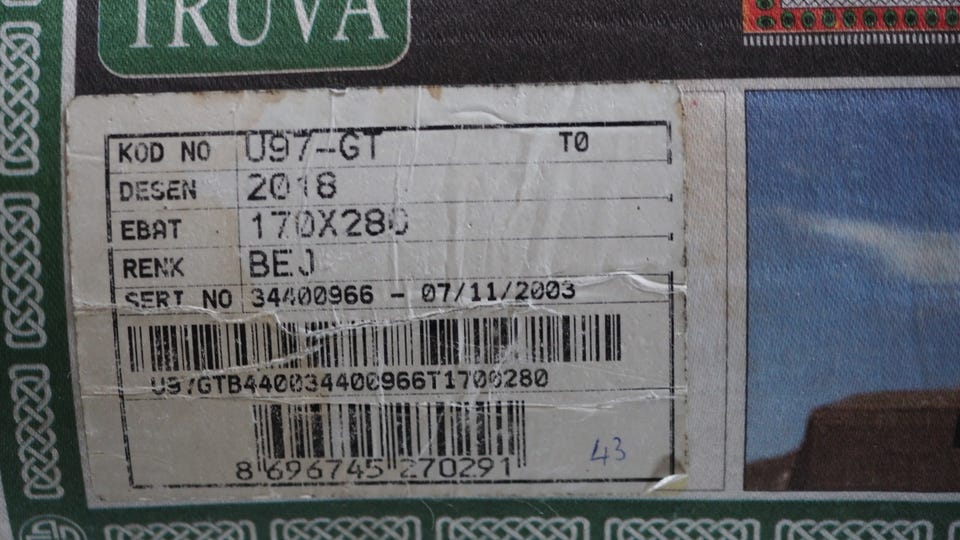 TRUVA
KOD NO U97-GT T0
DESEN 2018
EBAT 170X280
RENK BEJ
SERI NO 34400966 - 07/11/2003
U97GTB440034400966T1700280
8 696745 270291
43